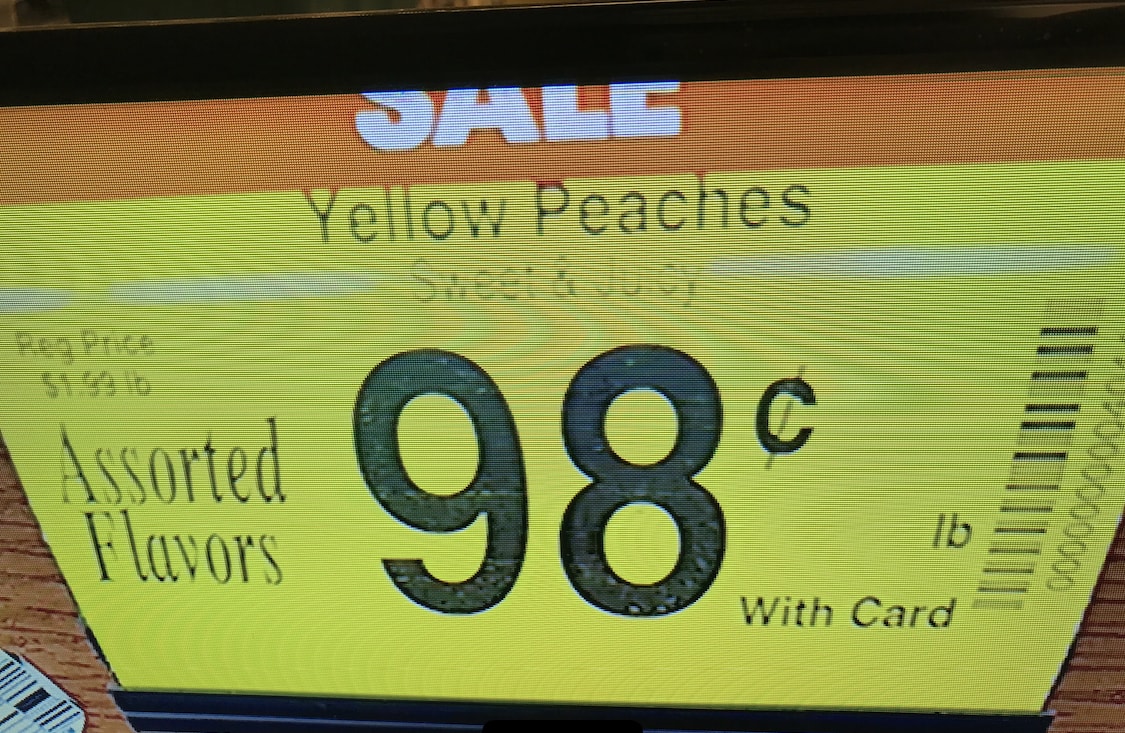 SALE
Yellow Peaches
Sweet & Juicy
Reg Price
$1.99 lb
Assorted
Flavors
98¢
lb
With Card